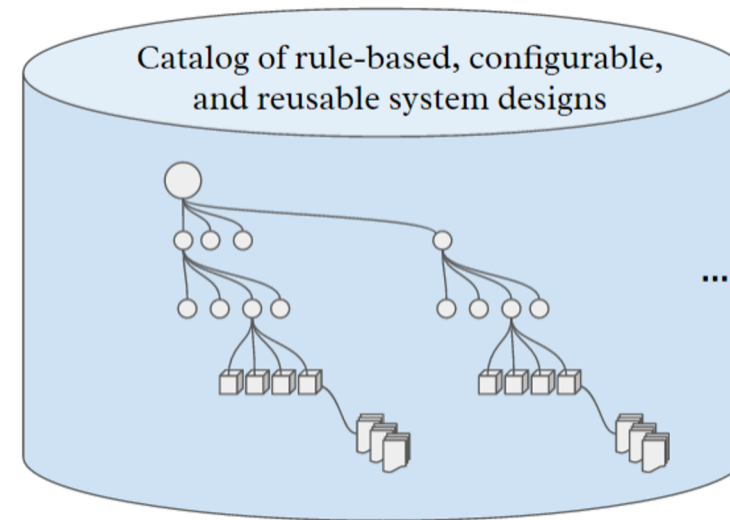 Catalog of rule-based, configurable,
and reusable system designs
...